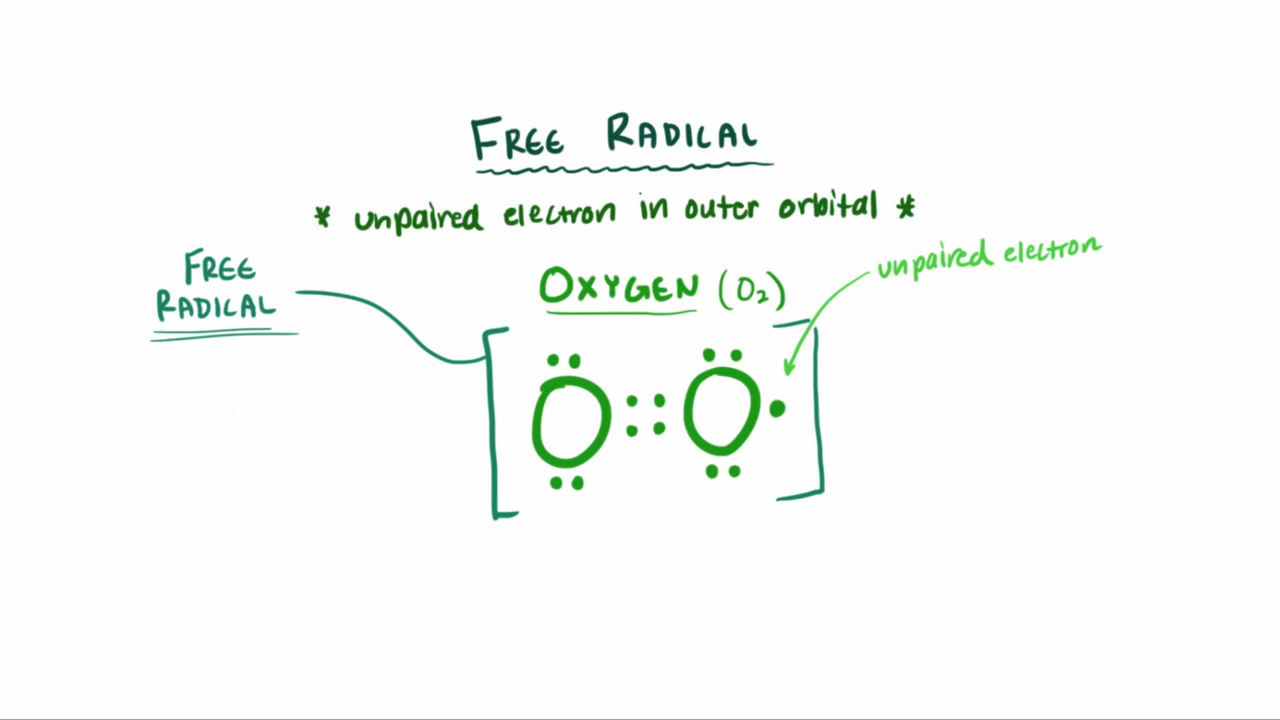 FREE RADICAL
* unpaired electron in outer orbital *
unpaired electron
FREE
RADICAL
OXYGEN (O₂)
O :: O